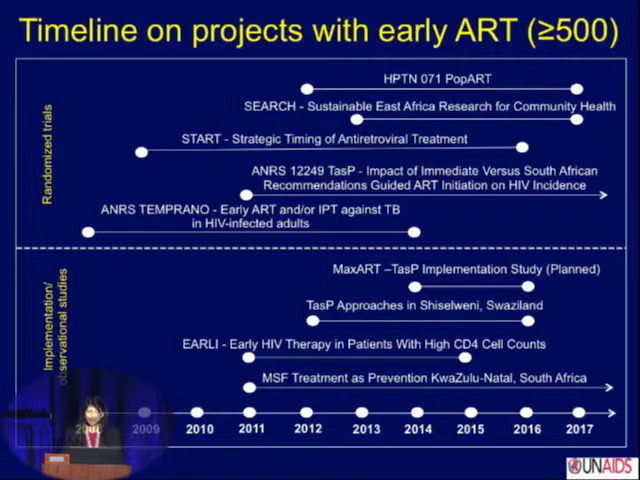 Timeline on projects with early ART (≥500)
Randomized trials
HPTN 071 PopART
SEARCH - Sustainable East Africa Research for Community Health
START - Strategic Timing of Antiretroviral Treatment
ANRS 12249 TasP - Impact of Immediate Versus South African
Recommendations Guided ART Initiation on HIV Incidence
ANRS TEMPRANO - Early ART and/or IPT against TB
in HIV-infected adults
Implementation/
observational studies
MaxART –TasP Implementation Study (Planned)
TasP Approaches in Shiselweni, Swaziland
EARLI - Early HIV Therapy in Patients With High CD4 Cell Counts
MSF Treatment as Prevention KwaZulu-Natal, South Africa
2009 2010 2011 2012 2013 2014 2015 2016 2017
UNAIDS